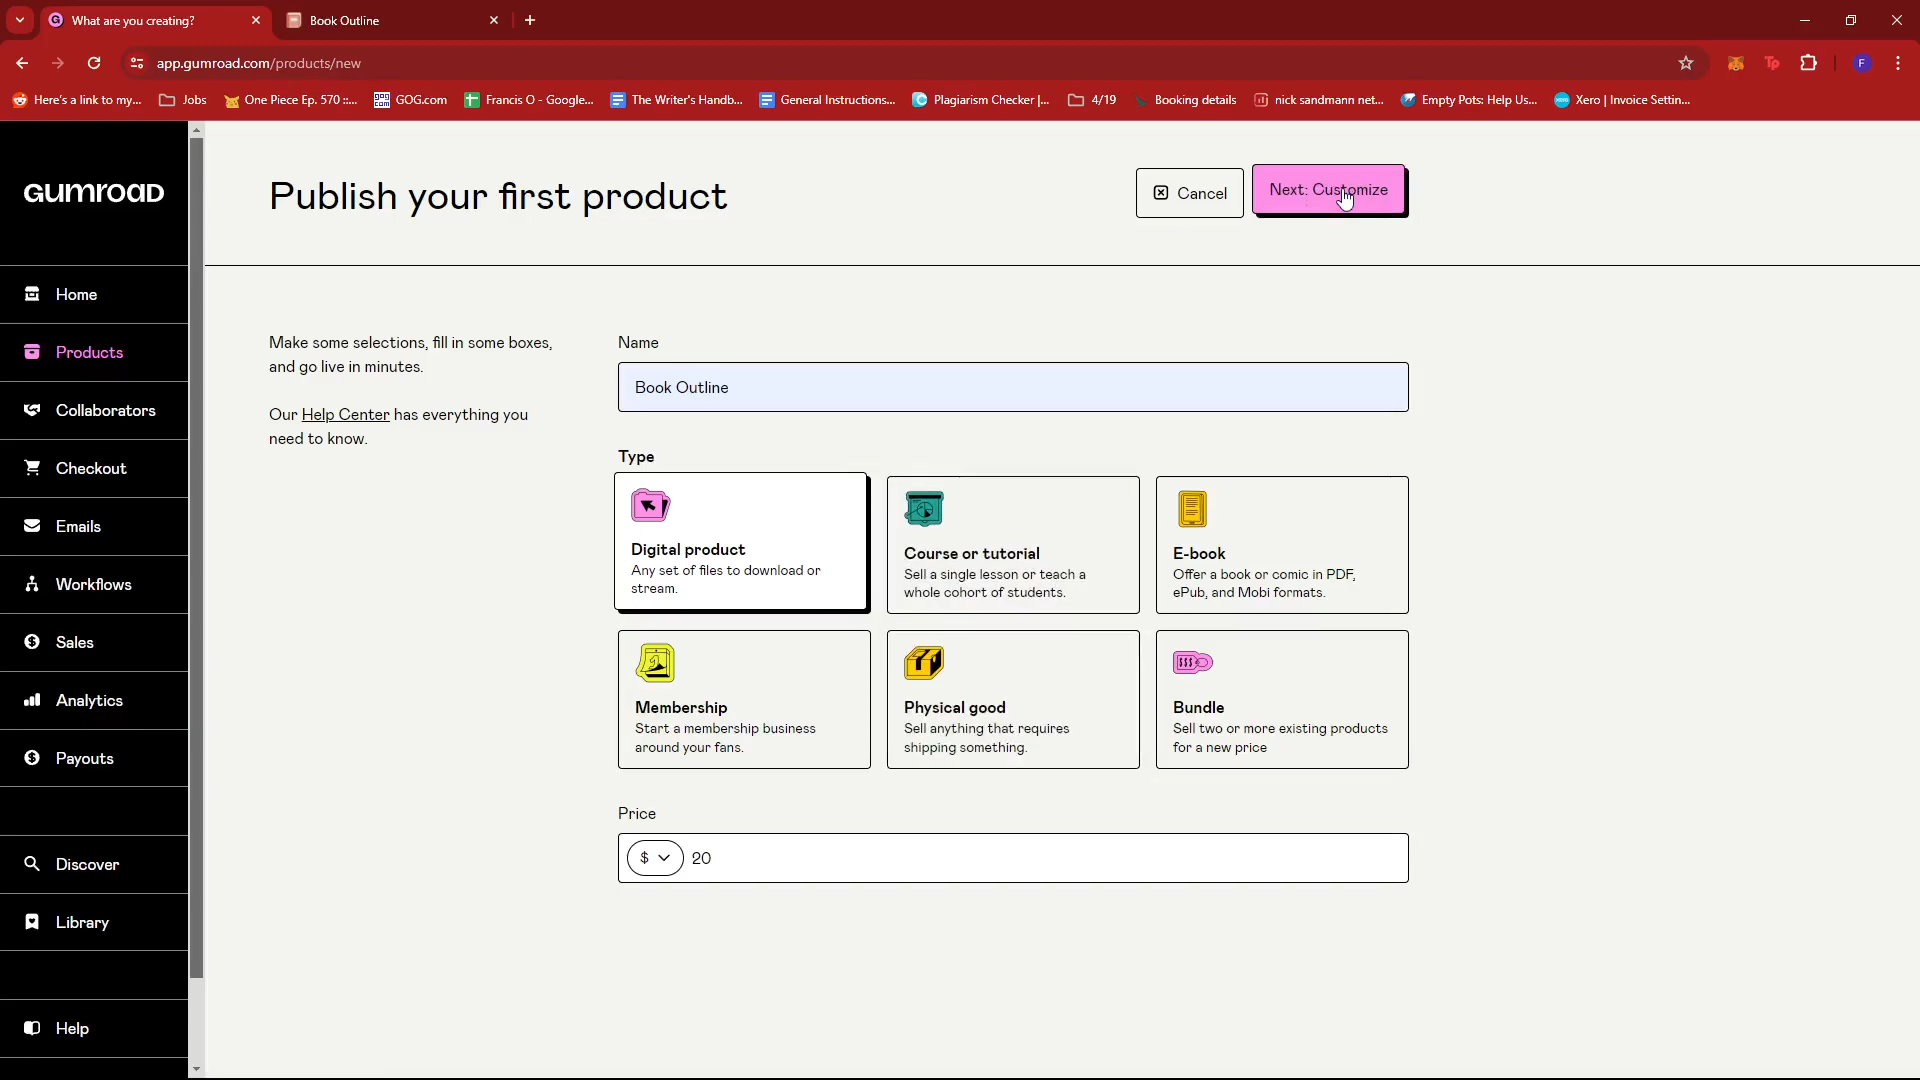 What are you creating?
Book Outline
app.gumroad.com/products/new
Here's a link to my...
Jobs
One Piece Ep. 570 ::...
GOG.com
Francis O - Google...
The Writer's Handb...
General Instructions...
Plagiarism Checker |...
4/19
Booking details
nick sandmann net...
Empty Pots: Help Us...
Xero | Invoice Settin...
GUMROAD
Publish your first product
Cancel
Next: Customize
Home
Products
Collaborators
Checkout
Emails
Workflows
Sales
Analytics
Payouts
Discover
Library
Help
Make some selections, fill in some boxes,
and go live in minutes.
Our Help Center has everything you
need to know.
Name
Book Outline
Type
Digital product
Any set of files to download or
stream.
Course or tutorial
Sell a single lesson or teach a
whole cohort of students.
E-book
Offer a book or comic in PDF,
ePub, and Mobi formats.
Membership
Start a membership business
around your fans.
Physical good
Sell anything that requires
shipping something.
Bundle
Sell two or more existing products
for a new price
Price
$ 20